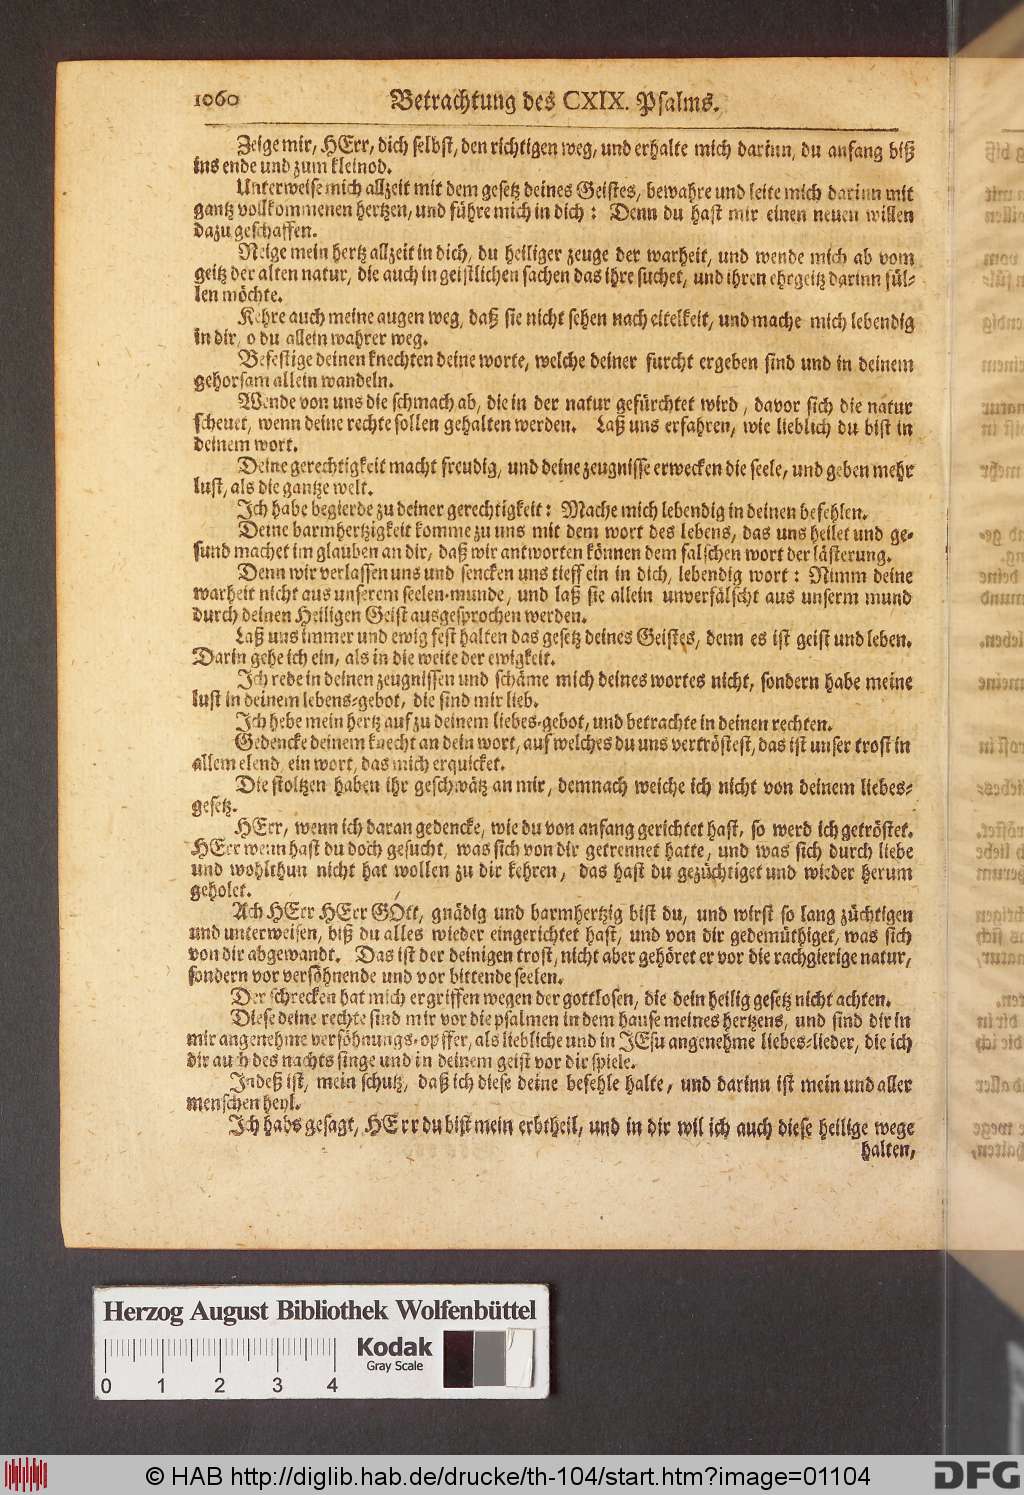 1060 Betrachtung des CXIX. Psalms.
Zeige mir, HErr, dich selbst, den richtigen weg, und erhalte mich darinn, du anfang biß
ins ende und zum kleinod.
Unterweise mich allzeit mit dem gesetz deines Geistes, bewahre und leite mich darinn mit
gantz vollkommenen hertzen, und führe mich in dich: Denn du hast mir einen neuen willen
dazu geschaffen.
Neige mein hertz allzeit in dich, du heiliger zeuge der warheit, und wende mich ab vom
geitz der alten natur, die auch in geistlichen sachen das ihre suchet, und ihren ehrgeitz darinn fül-
len möchte.
Kehre auch meine augen weg, daß sie nicht sehen nach eitelkeit, und mache mich lebendig
in dir, o du allein wahrer weg.
Befestige deinen knechten deine worte, welche deiner furcht ergeben sind und in deinem
gehorsam allein wandeln.
Wende von uns die schmach ab, die in der natur gefürchtet wird, davor sich die natur
scheuet, wenn deine rechte sollen gehalten werden. Laß uns erfahren, wie lieblich du bist in
deinem wort.
Deine gerechtigkeit macht freudig, und deine zeugnisse erwecken die seele, und geben mehr
lust, als die gantze welt.
Ich habe begierde zu deiner gerechtigkeit: Mache mich lebendig in deinen befehlen.
Deine barmhertzigkeit komme zu uns mit dem wort des lebens, das uns heilet und ge-
sund machet im glauben an dir, daß wir antworten können dem falschen wort der lästerung.
Denn wir verlassen uns und sencken uns tieff ein in dich, lebendig wort: Nimm deine
warheit nicht aus unserem seelen-munde, und laß sie allein unverfälscht aus unserm mund
durch deinen Heiligen Geist ausgesprochen werden.
Laß uns immer und ewig fest halten das gesetz deines Geistes, denn es ist geist und leben.
Darin gehe ich ein, als in die weite der ewigkeit.
Ich rede in deinen zeugnissen und schäme mich deines wortes nicht, sondern habe meine
lust in deinem lebens-gebot, die sind mir lieb.
Ich hebe mein hertz auf zu deinem liebes-gebot, und betrachte in deinen rechten.
Gedencke deinem knecht an dein wort, auf welches du uns vertröstest, das ist unser trost in
allem elend, ein wort, das mich erquicket.
Die stoltzen haben ihr geschwätz an mir, demnach weiche ich nicht von deinem liebes-
gesetz.
HErr, wenn ich daran gedencke, wie du von anfang gerichtet hast, so werd ich getröstet.
HErr wenn hast du doch gesucht, was sich von dir getrennet hatte, und was sich durch liebe
und wohlthun nicht hat wollen zu dir kehren, das hast du gezüchtiget und wieder herum
geholet.
Ach HErr HErr GOtt, gnädig und barmhertzig bist du, und wirst so lang züchtigen
und unterweisen, biß du alles wieder eingerichtet hast, und von dir gedemüthiget, was sich
von dir abgewandt. Das ist der deinigen trost, nicht aber gehöret er vor die rachgierige natur,
sondern vor versöhnende und vor bittende seelen.
Der schrecken hat mich ergriffen wegen der gottlosen, die dein heilig gesetz nicht achten.
Diese deine rechte sind mir vor die psalmen in dem hause meines hertzens, und sind dir in
mir angenehme versöhnungs-opffer, als liebliche und in JEsu angenehme liebes-lieder, die ich
dir auch des nachts singe und in deinem geist vor dir spiele.
Indeß ist, mein schutz, daß ich diese deine befehle halte, und darinn ist mein und aller
menschen heyl.
Ich habs gesagt, HErr du bist mein erbtheil, und in dir wil ich auch diese heilige wege
halten,
Herzog August Bibliothek Wolfenbüttel
Kodak
Gray Scale
0 1 2 3 4
© HAB http://diglib.hab.de/drucke/th-104/start.htm?image=01104
DFG